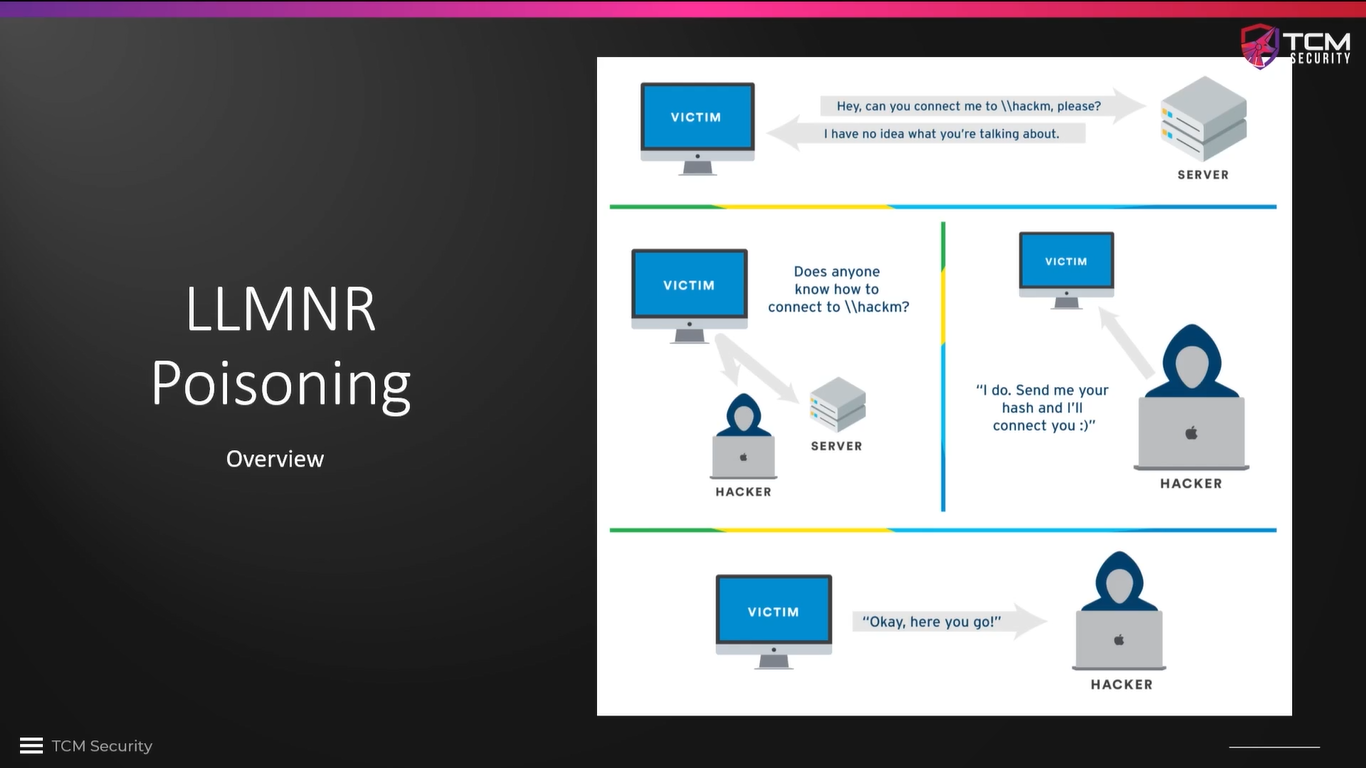 TCM
SECURITY
LLMNR
Poisoning
Overview
VICTIM
Hey, can you connect me to \\hackm, please?
I have no idea what you're talking about.
SERVER
VICTIM
Does anyone
know how to
connect to \\hackm?
SERVER
HACKER
VICTIM
“I do. Send me your
hash and I'll
connect you :)”
HACKER
VICTIM
“Okay, here you go!”
HACKER
TCM Security